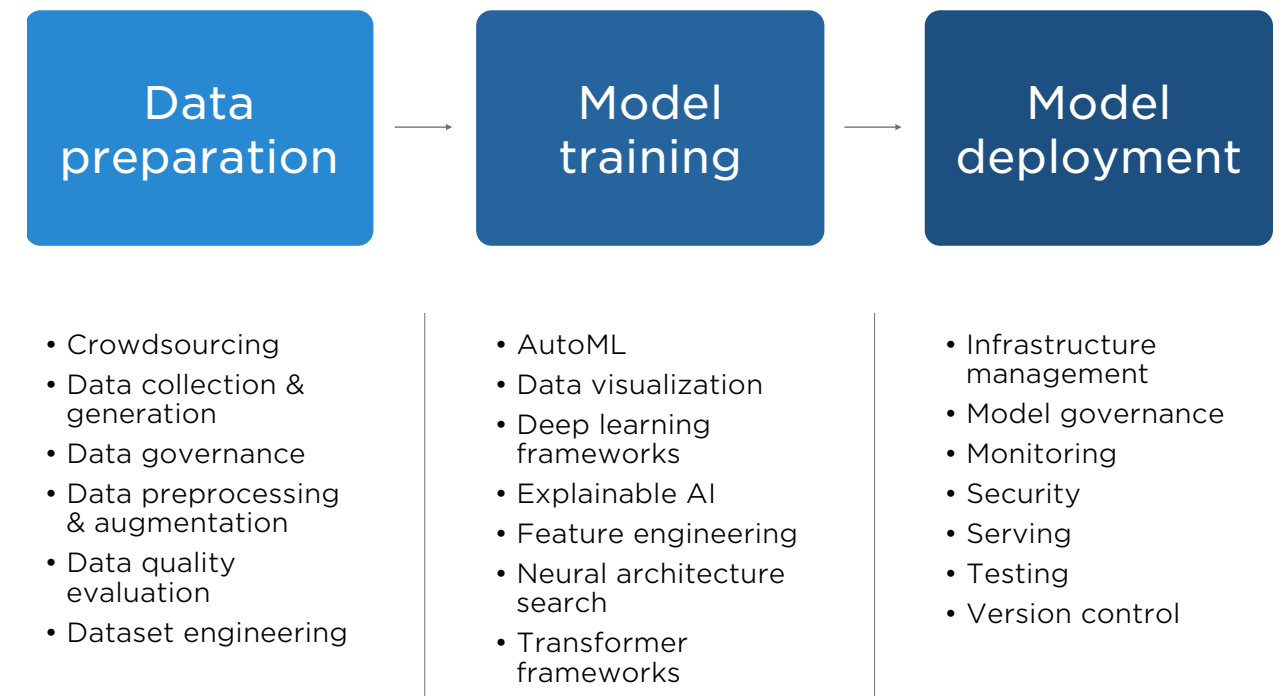 Data
preparation
Model
training
Model
deployment
• Crowdsourcing
• Data collection &
generation
• Data governance
• Data preprocessing
& augmentation
• Data quality
evaluation
• Dataset engineering
• AutoML
• Data visualization
• Deep learning
frameworks
• Explainable AI
• Feature engineering
• Neural architecture
search
• Transformer
frameworks
• Infrastructure
management
• Model governance
• Monitoring
• Security
• Serving
• Testing
• Version control